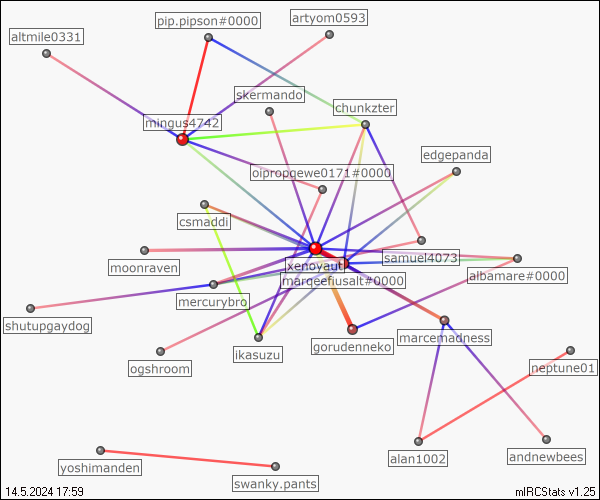 pip.pipson#0000
artyom0593
altmile0331
skermando
chunkzter
mingus4742
edgepanda
oipropqewe0171#0000
csmaddi
samuel4073
xenoyaut
moonraven
albamare#0000
marqeefiusalt#0000
mercurybro
shutupgaydog
marcemadness
gorudenneko
ikasuzu
ogshroom
neptune01
andnewbees
alan1002
yoshimanden
swanky.pants
14.5.2024 17:59
mIRCStats v1.25